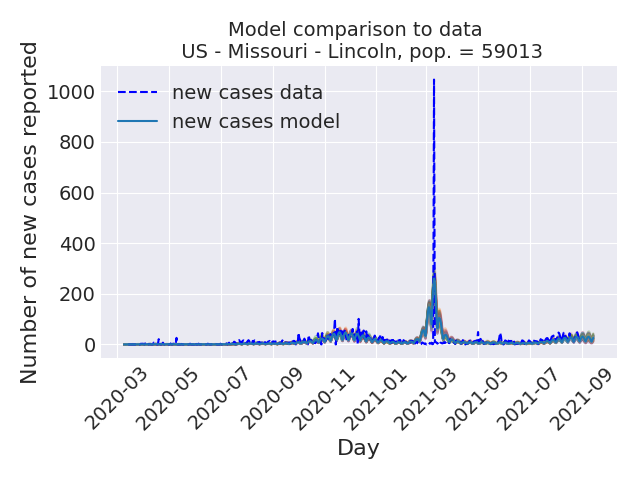 Model comparison to data
US - Missouri - Lincoln, pop. = 59013
Number of new cases reported
1000
800
600
400
200
0
new cases data
new cases model
2020-03
2020-05
2020-07
2020-09
2020-11
2021-01
2021-03
2021-05
2021-07
2021-09
Day